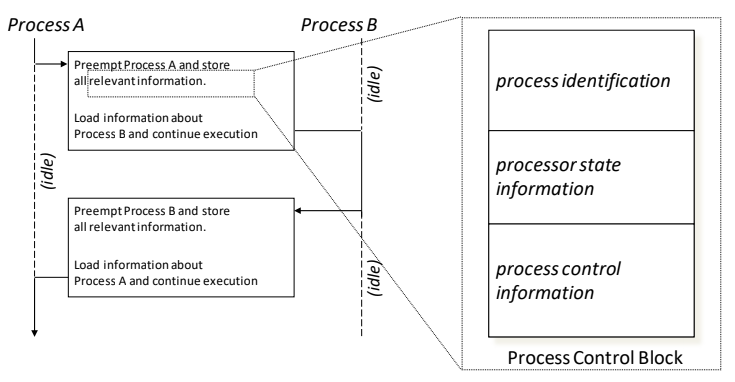 Process A
Process B
Preempt Process A and store
all relevant information.
Load information about
Process B and continue execution
(idle)
(idle)
Preempt Process B and store
all relevant information.
Load information about
Process A and continue execution
(idle)
process identification
processor state
information
process control
information
Process Control Block